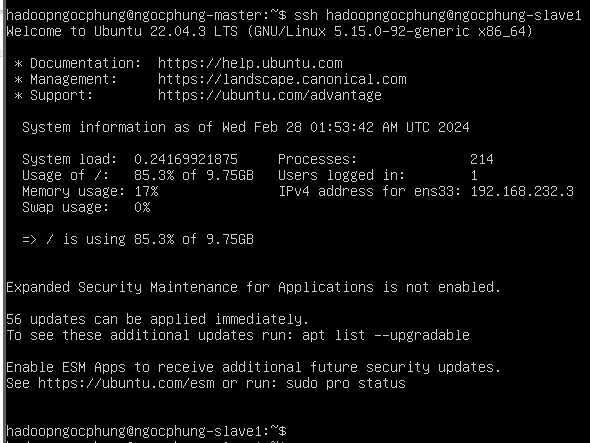 hadoopngocphung@ngocphung-master:~$ ssh hadoopngocphung@ngocphung-slave1
Welcome to Ubuntu 22.04.3 LTS (GNU/Linux 5.15.0-92-generic x86_64)
* Documentation:  https://help.ubuntu.com
* Management:     https://landscape.canonical.com
* Support:        https://ubuntu.com/advantage
System information as of Wed Feb 28 01:53:42 AM UTC 2024
System load:  0.24169921875     Processes:              214
Usage of /:   85.3% of 9.75GB   Users logged in:        1
Memory usage: 17%               IPv4 address for ens33: 192.168.232.3
Swap usage:   0%
=> / is using 85.3% of 9.75GB
Expanded Security Maintenance for Applications is not enabled.
56 updates can be applied immediately.
To see these additional updates run: apt list --upgradable
Enable ESM Apps to receive additional future security updates.
See https://ubuntu.com/esm or run: sudo pro status
hadoopngocphung@ngocphung-slave1:~$